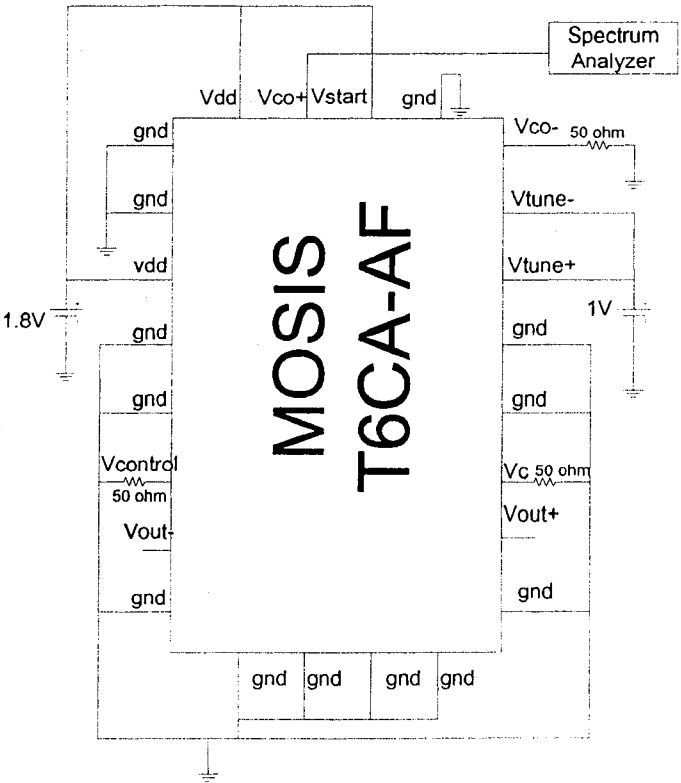 Spectrum
Analyzer
Vdd
Vco+
Vstart
gnd
gnd
Vco-
50 ohm
gnd
Vtune-
vdd
Vtune+
1.8V
1V
gnd
gnd
gnd
gnd
MOSIS
T6CA-AF
Vcontrol
50 ohm
Vc
50 ohm
Vout-
Vout+
gnd
gnd
gnd
gnd
gnd
gnd